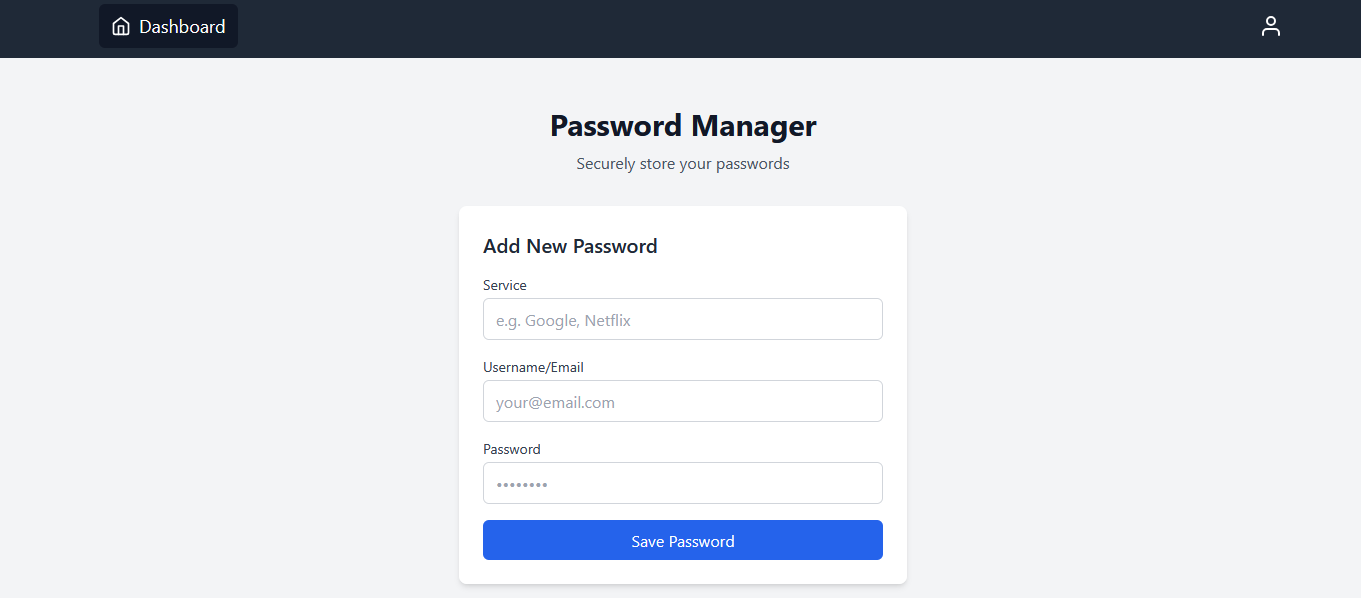 Dashboard
Password Manager
Securely store your passwords
Add New Password
Service
e.g. Google, Netflix
Username/Email
your@email.com
Password
••••••••
Save Password